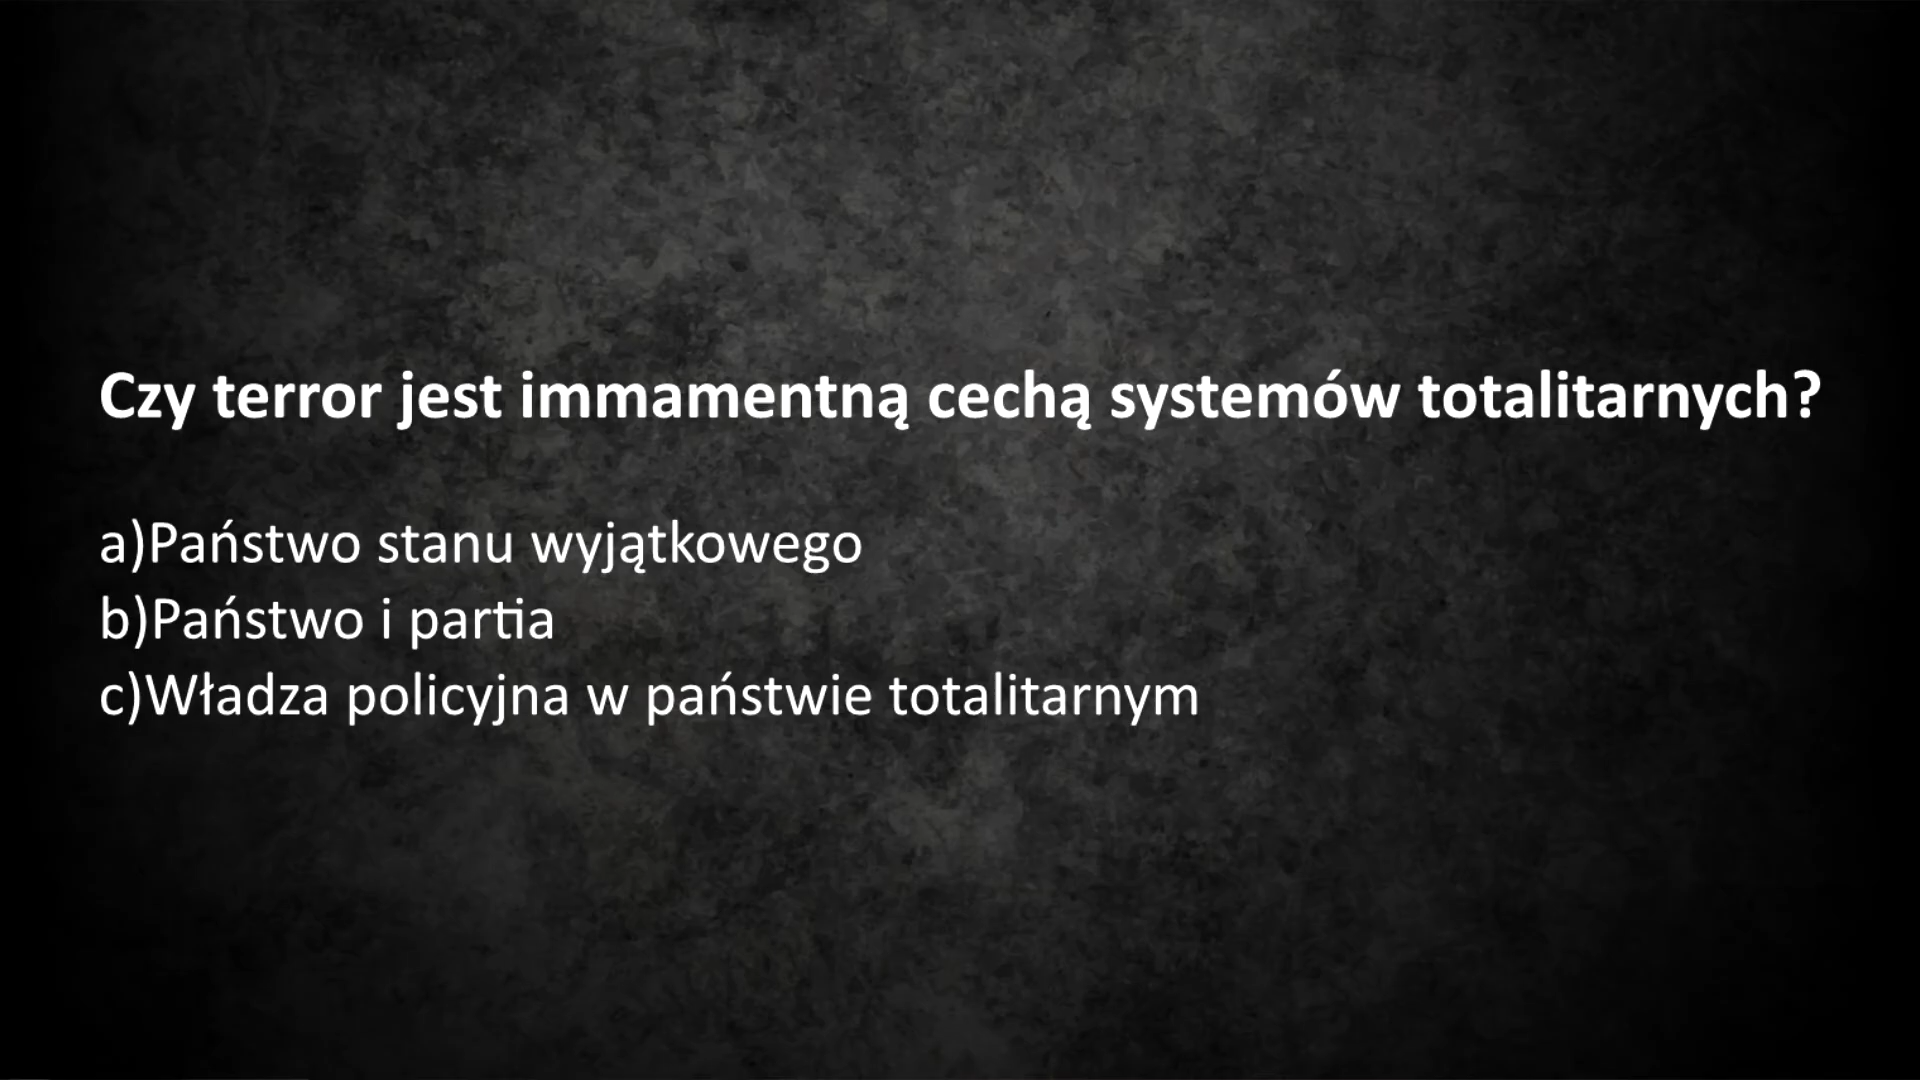 Czy terror jest immamentną cechą systemów totalitarnych?
a)Państwo stanu wyjątkowego
b)Państwo i partia
c)Władza policyjna w państwie totalitarnym